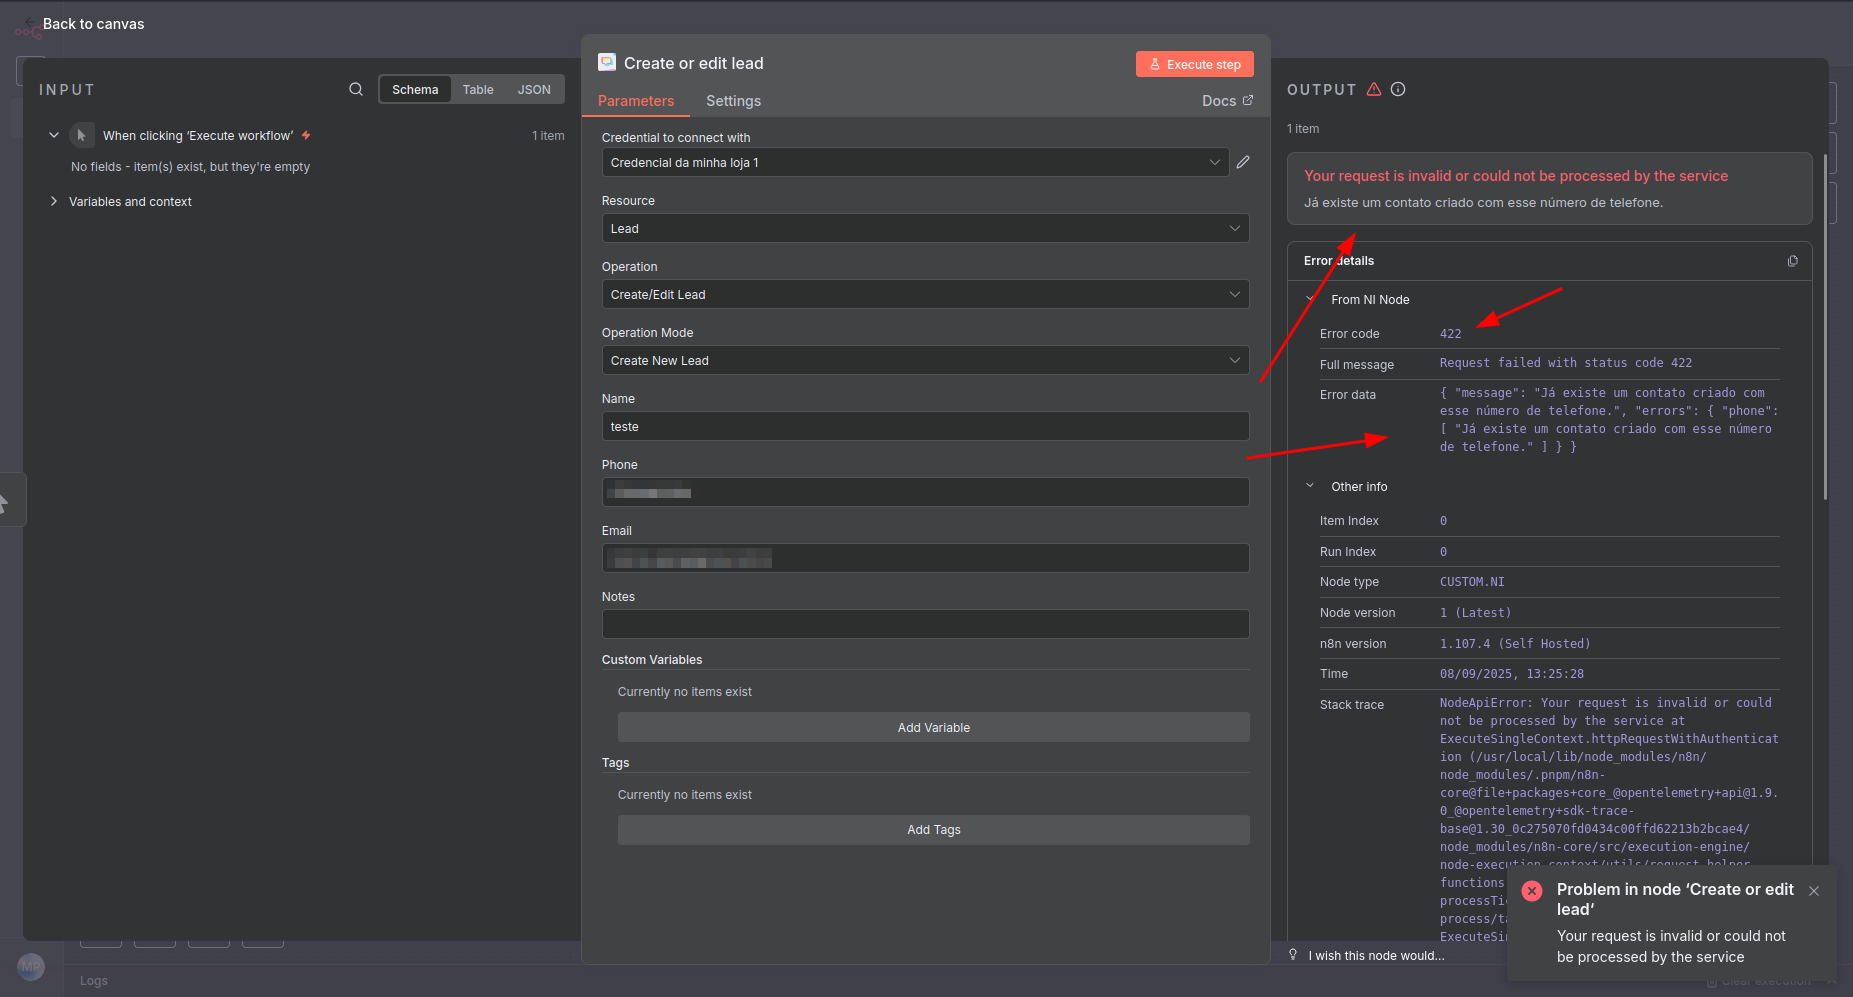 Back to canvas
INPUT
Schema
Table
JSON
When clicking ‘Execute workflow’
1 item
No fields - item(s) exist, but they're empty
Variables and context
Create or edit lead
Execute step
Parameters
Settings
Docs
Credential to connect with
Credencial da minha loja 1
Resource
Lead
Operation
Create/Edit Lead
Operation Mode
Create New Lead
Name
teste
Phone
Email
Notes
Custom Variables
Currently no items exist
Add Variable
Tags
Currently no items exist
Add Tags
OUTPUT
1 item
Your request is invalid or could not be processed by the service
Já existe um contato criado com esse número de telefone.
Error details
From NI Node
Error code
422
Full message
Request failed with status code 422
Error data
{ "message": "Já existe um contato criado com
esse número de telefone.", "errors": { "phone":
[ "Já existe um contato criado com esse número
de telefone." ] } }
Other info
Item Index
0
Run Index
0
Node type
CUSTOM.NI
Node version
1 (Latest)
n8n version
1.107.4 (Self Hosted)
Time
08/09/2025, 13:25:28
Stack trace
NodeApiError: Your request is invalid or could
not be processed by the service at
ExecuteSingleContext.httpRequestWithAuthenticat
ion (/usr/local/lib/node_modules/n8n/
node_modules/.pnpm/n8n-
core@file+packages+core_@opentelemetry+api@1.9.
0_@opentelemetry+sdk-trace-
base@1.30_0c275070fd0434c00ffd62213b2bcae4/
node_modules/n8n-core/src/execution-engine/
node-execution-context/utils/request-helper-
functions
processTi
process/ta
ExecuteSi
I wish this node would...
Problem in node ‘Create or edit
lead‘
Your request is invalid or could not
be processed by the service
MP
Logs
Clear execution